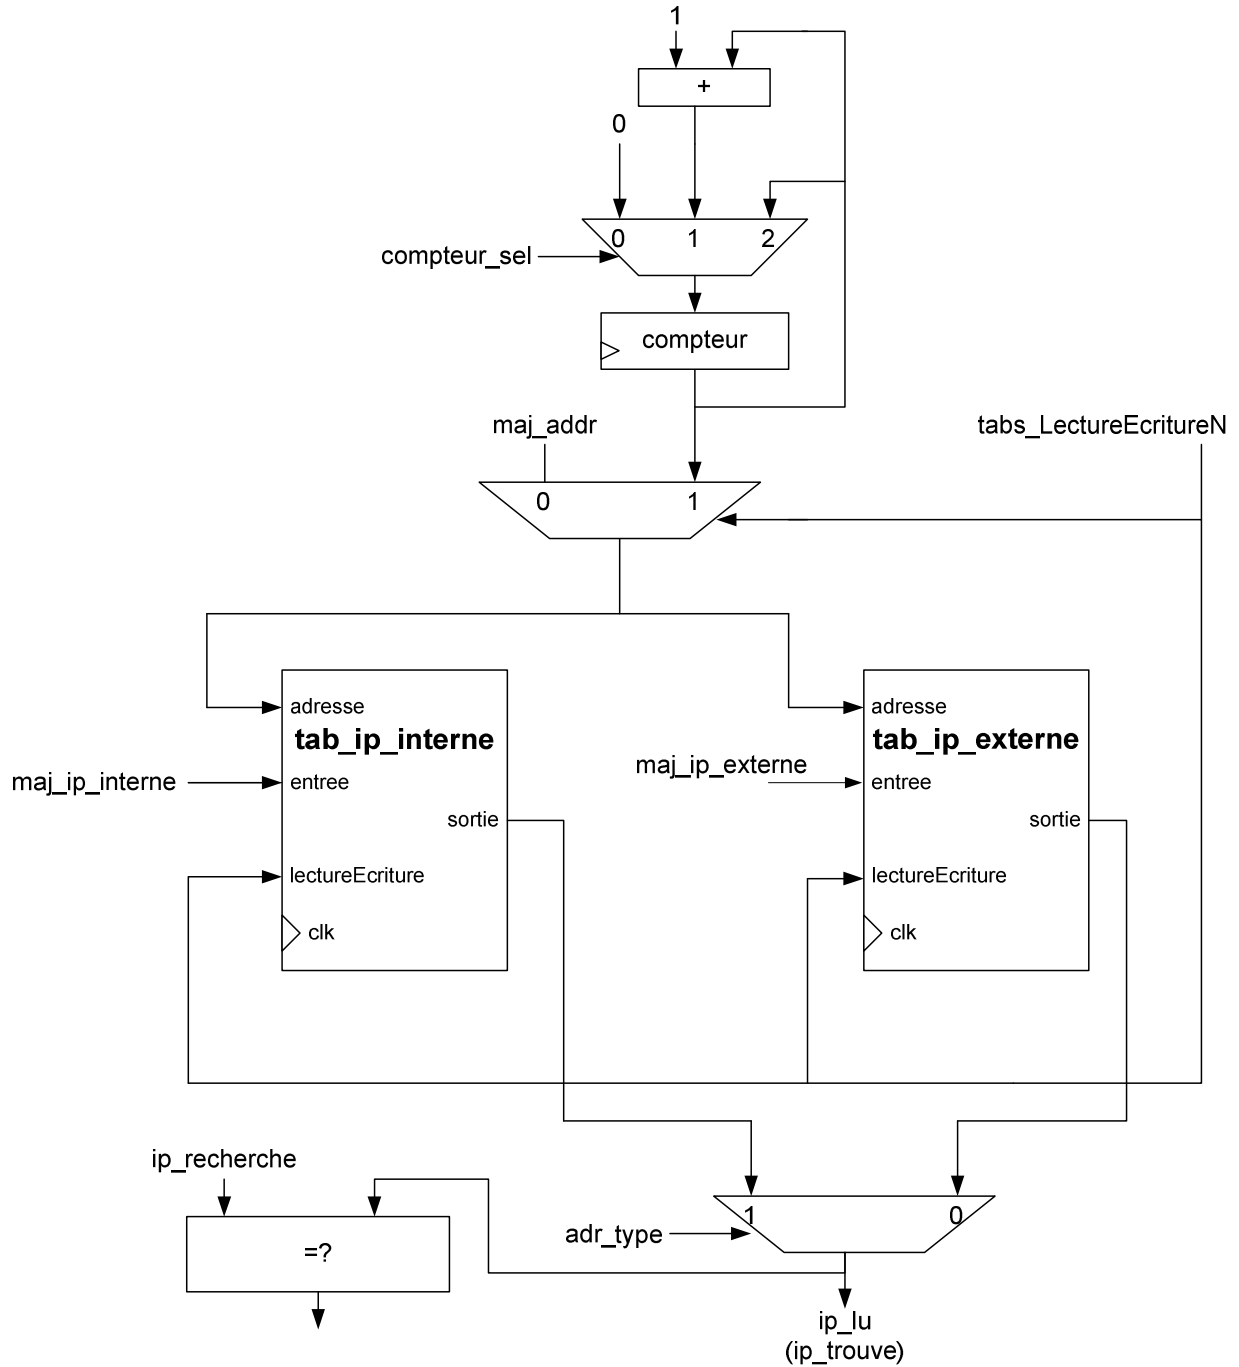 1
+
0
0 1 2
compteur_sel
compteur
maj_addr
tabs_LectureEcritureN
0 1
adresse
tab_ip_interne
maj_ip_interne
entree
sortie
lectureEcriture
clk
adresse
tab_ip_externe
maj_ip_externe
entree
sortie
lectureEcriture
clk
ip_recherche
=?
1 0
adr_type
ip_lu
(ip_trouve)